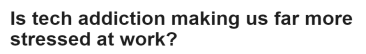 Is tech addiction making us far more
stressed at work?